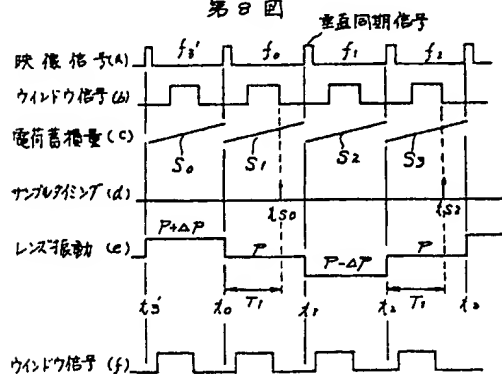 第8図
垂直同期信号
映像信号(a) f3' f0 f1 f2
ウインドウ信号(b)
電荷蓄積量(c) S0 S1 S2 S3
サンプルタイミング(d) ts0 ts2
レンズ振動(e) P+ΔP P P-ΔP P
T1 T1
t3' t0 t1 t2 t3
ウインドウ信号(f)